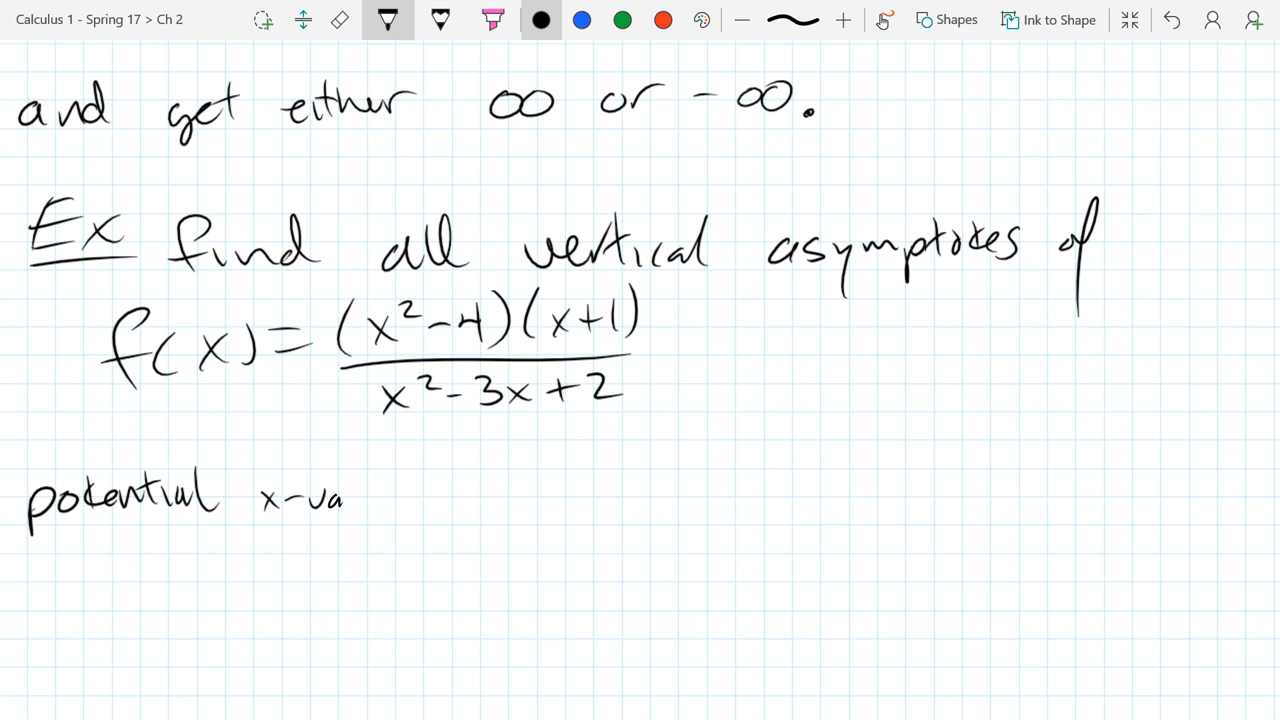 Calculus 1 - Spring 17 > Ch 2
Shapes
Ink to Shape
and get either ∞ or -∞.
Ex find all vertical asymptotes of
f(x) = (x²-4)(x+1)
x²-3x+2
potential x-va